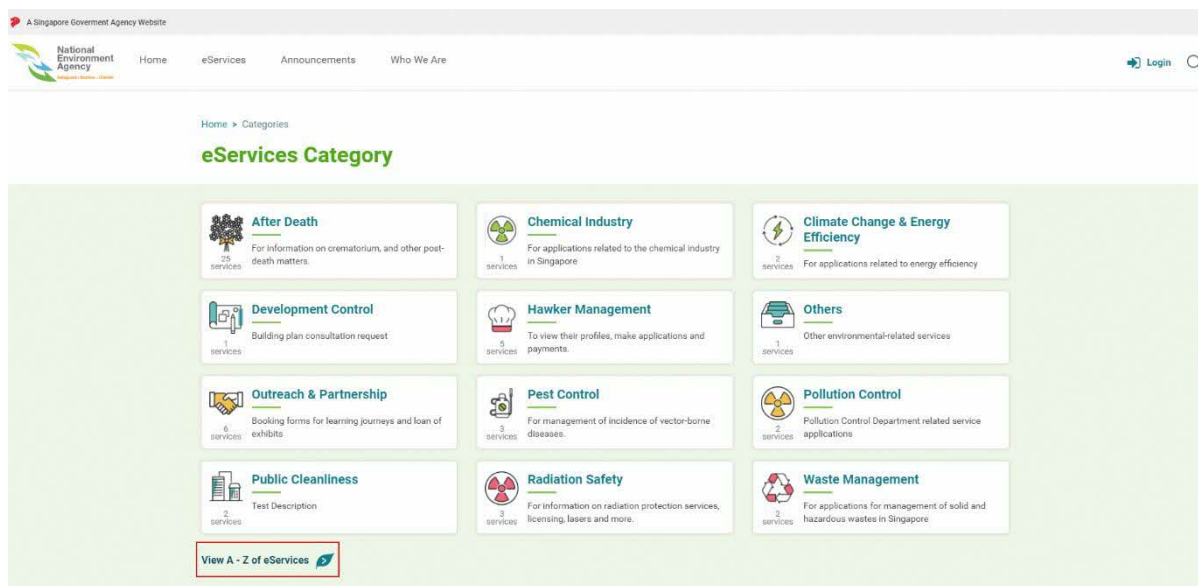 A Singapore Goverment Agency Website
National
Environment
Agency
Home
eServices
Announcements
Who We Are
Login
Home > Categories
eServices Category
After Death
For information on crematorium, and other post-
death matters.
25
services
Chemical Industry
For applications related to the chemical industry
in Singapore
1
services
Climate Change & Energy
Efficiency
For applications related to energy efficiency
2
services
Development Control
Building plan consultation request
1
services
Hawker Management
To view their profiles, make applications and
payments.
5
services
Others
Other environmental-related services
1
services
Outreach & Partnership
Booking forms for learning journeys and loan of
exhibits
6
services
Pest Control
For management of incidence of vector-borne
diseases.
3
services
Pollution Control
Pollution Control Department related service
applications
2
services
Public Cleanliness
Test Description
2
services
Radiation Safety
For information on radiation protection services,
licensing, lasers and more.
3
services
Waste Management
For applications for management of solid and
hazardous wastes in Singapore
2
services
View A - Z of eServices